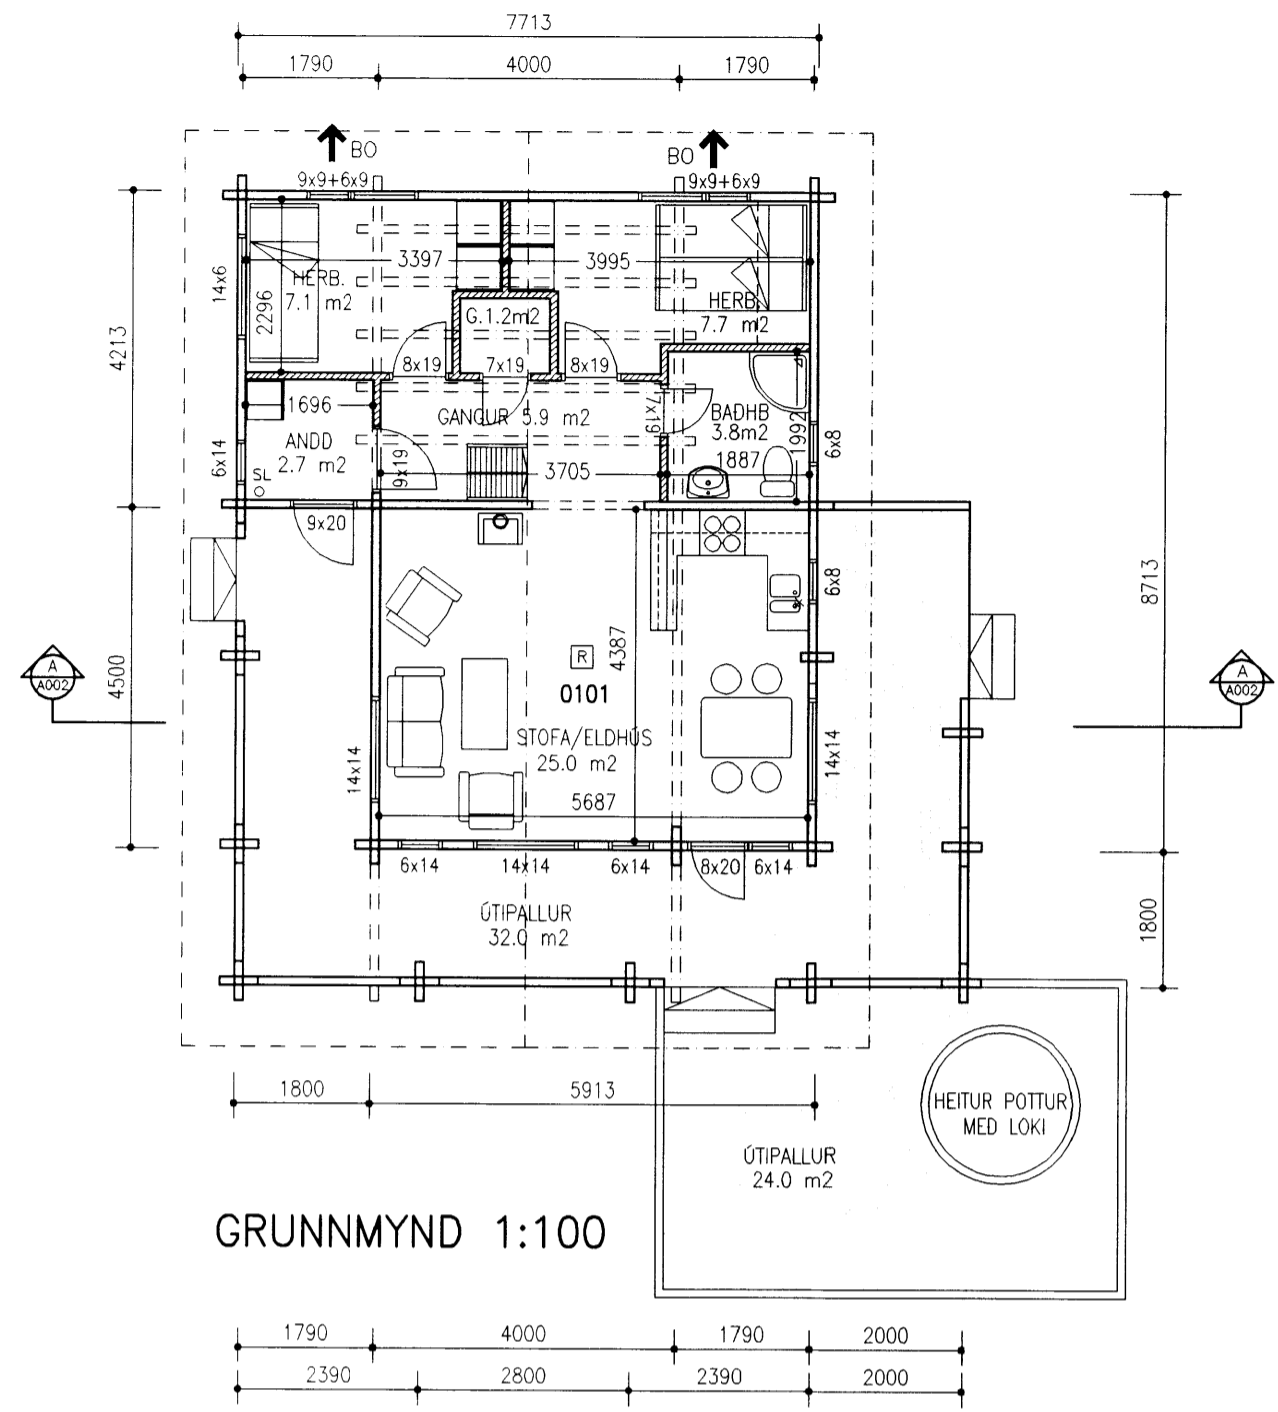 7713
1790 4000 1790
BO BO
9x9+6x9 9x9+6x9
3397 3995
14x6
HERB.
7.1 m2
2296
HERB.
7.7 m2
G.1.2m2
4213
8x19 7x19 8x19
1696
GANGUR 5.9 m2
7x19
BAÐHB
3.8m2
1992
1887
6x8
6x14
ANDD
2.7 m2
SL
9x19
3705
9x20
6x8
8713
4387
4500
A
A002
A
A002
R
0101
STOFA/ELDHÚS
25.0 m2
14x14
14x14
5687
6x14 14x14 6x14 8x20 6x14
ÚTIPALLUR
32.0 m2
1800
1800 5913
HEITUR POTTUR
MEÐ LOKI
ÚTIPALLUR
24.0 m2
GRUNNMYND 1:100
1790 4000 1790 2000
2390 2800 2390 2000